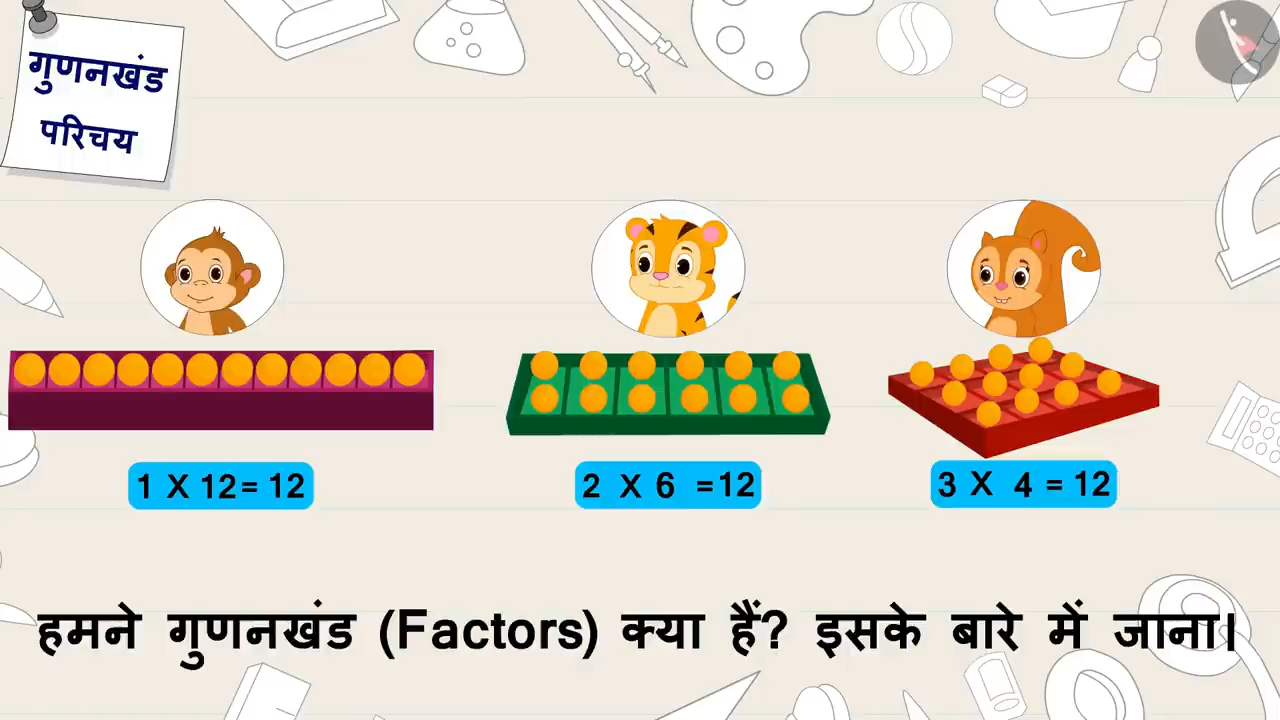 गुणनखंड
परिचय
1 X 12 = 12
2 X 6 = 12
3 X 4 = 12
हमने गुणनखंड (Factors) क्या हैं? इसके बारे में जाना।